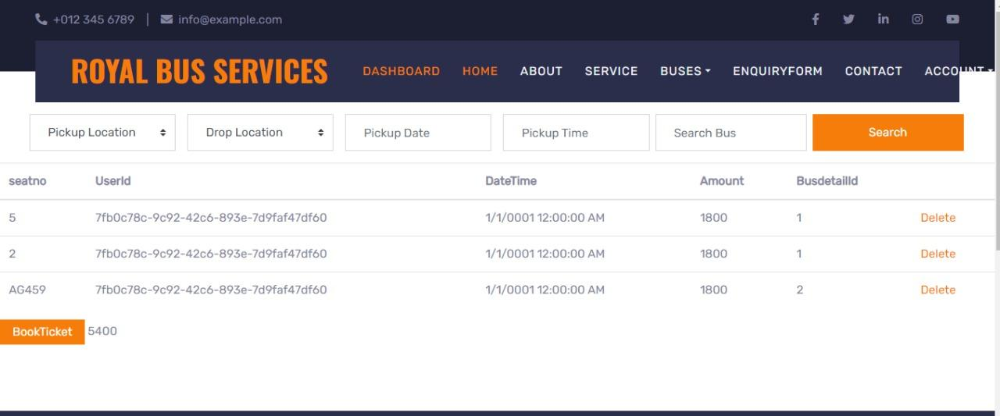 +012 345 6789 | info@example.com
ROYAL BUS SERVICES DASHBOARD HOME ABOUT SERVICE BUSES ENQUIRYFORM CONTACT ACCOUNT
Pickup Location Drop Location Pickup Date Pickup Time Search Bus Search
seatno UserId DateTime Amount BusdetailId
5 7fb0c78c-9c92-42c6-893e-7d9faf47df60 1/1/0001 12:00:00 AM 1800 1 Delete
2 7fb0c78c-9c92-42c6-893e-7d9faf47df60 1/1/0001 12:00:00 AM 1800 1 Delete
AG459 7fb0c78c-9c92-42c6-893e-7d9faf47df60 1/1/0001 12:00:00 AM 1800 2 Delete
BookTicket 5400